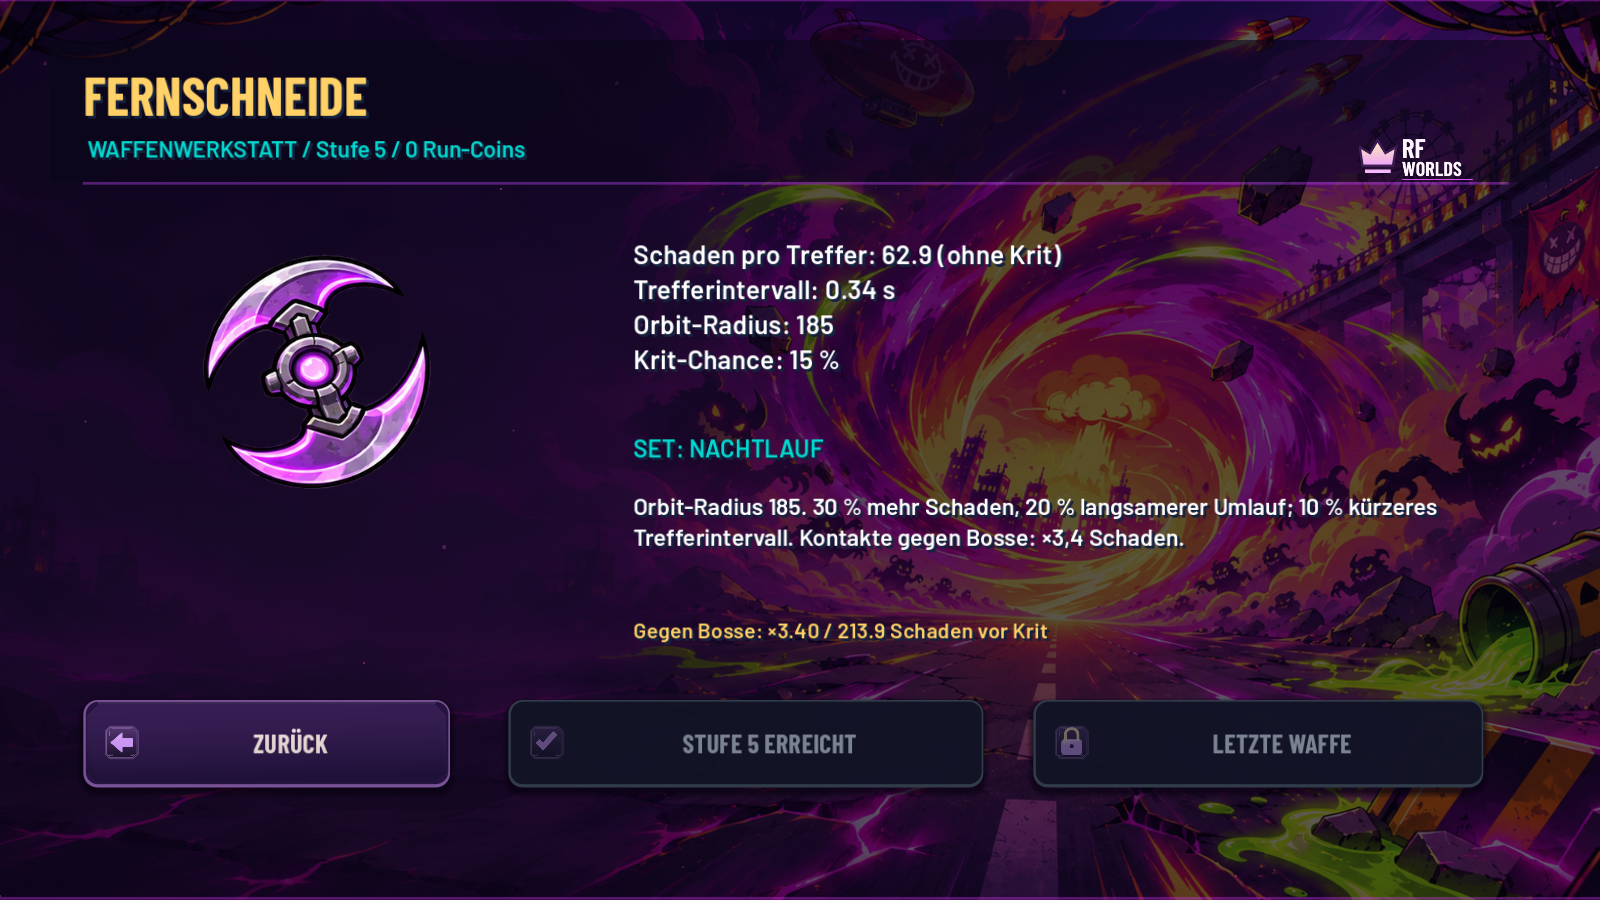 FERNSCHNEIDE
WAFFENWERKSTATT / Stufe 5 / 0 Run-Coins
RF
WORLDS
Schaden pro Treffer: 62.9 (ohne Krit)
Trefferintervall: 0.34 s
Orbit-Radius: 185
Krit-Chance: 15 %
SET: NACHTLAUF
Orbit-Radius 185. 30 % mehr Schaden, 20 % langsamerer Umlauf; 10 % kürzeres
Trefferintervall. Kontakte gegen Bosse: ×3,4 Schaden.
Gegen Bosse: ×3.40 / 213.9 Schaden vor Krit
ZURÜCK
STUFE 5 ERREICHT
LETZTE WAFFE